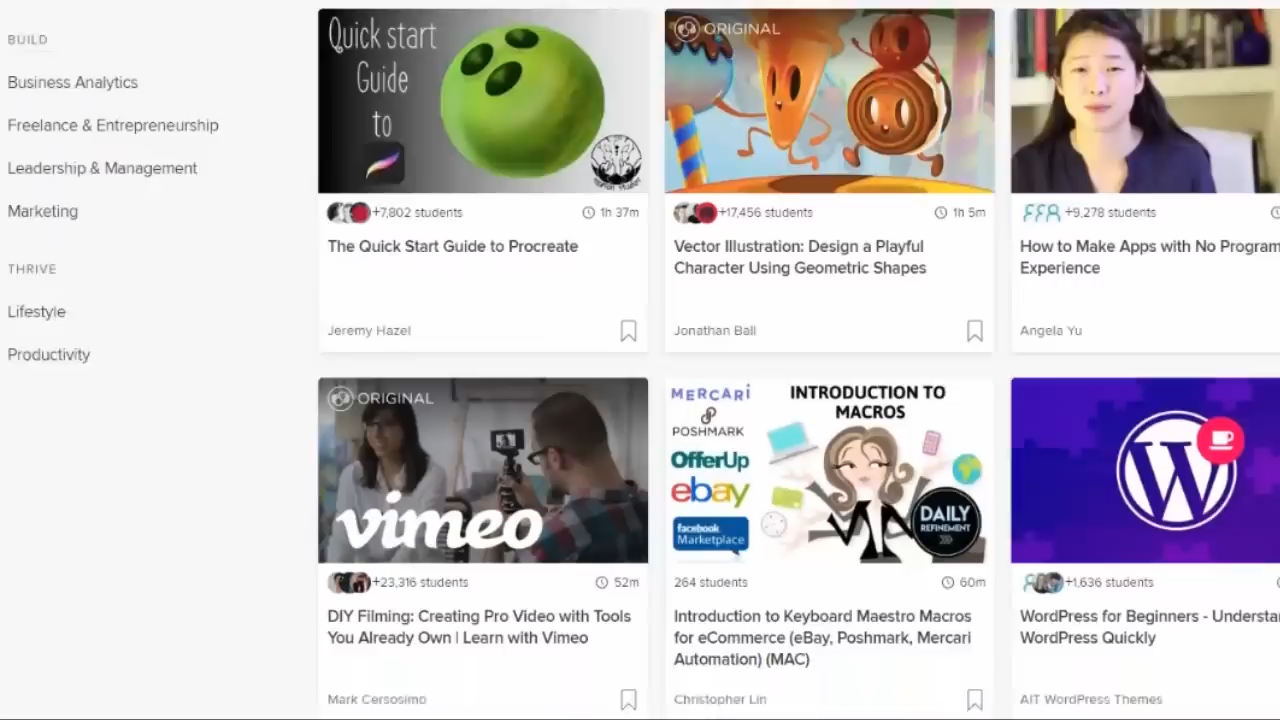 BUILD
Business Analytics
Freelance & Entrepreneurship
Leadership & Management
Marketing
THRIVE
Lifestyle
Productivity
Quick start
Guide
to
+7,802 students
1h 37m
The Quick Start Guide to Procreate
Jeremy Hazel
ORIGINAL
+17,456 students
1h 5m
Vector Illustration: Design a Playful
Character Using Geometric Shapes
Jonathan Ball
+9,278 students
How to Make Apps with No Program
Experience
Angela Yu
ORIGINAL
vimeo
+23,316 students
52m
DIY Filming: Creating Pro Video with Tools
You Already Own | Learn with Vimeo
Mark Cersosimo
MERCARI
POSHMARK
OfferUp
ebay
facebook
Marketplace
INTRODUCTION TO
MACROS
DAILY
REFINEMENT
264 students
60m
Introduction to Keyboard Maestro Macros
for eCommerce (eBay, Poshmark, Mercari
Automation) (MAC)
Christopher Lin
W
+1,636 students
WordPress for Beginners - Understa
WordPress Quickly
AIT WordPress Themes